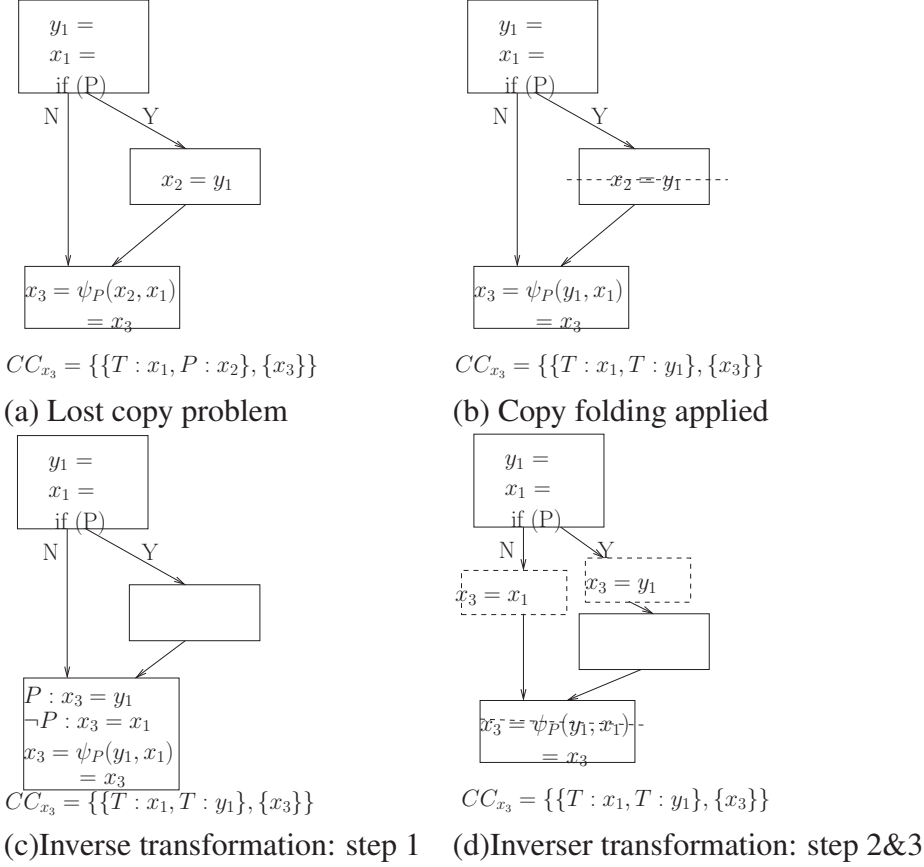 y₁ =
x₁ =
if (P)
N
Y
x₂ = y₁
x₃ = ψ_P(x₂, x₁)
= x₃
CC_{x₃} = {{T : x₁, P : x₂}, {x₃}}
(a) Lost copy problem
y₁ =
x₁ =
if (P)
N
Y
x₂ = y₁
x₃ = ψ_P(y₁, x₁)
= x₃
CC_{x₃} = {{T : x₁, T : y₁}, {x₃}}
(b) Copy folding applied
y₁ =
x₁ =
if (P)
N
Y
P : x₃ = y₁
¬P : x₃ = x₁
x₃ = ψ_P(y₁, x₁)
= x₃
CC_{x₃} = {{T : x₁, T : y₁}, {x₃}}
(c)Inverse transformation: step 1
y₁ =
x₁ =
if (P)
N
Y
x₃ = x₁
x₃ = y₁
x₃ = ψ_P(y₁, x₁)
= x₃
CC_{x₃} = {{T : x₁, T : y₁}, {x₃}}
(d)Inverser transformation: step 2&3